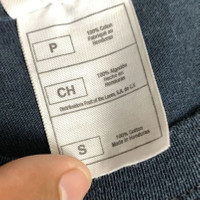 P
100% Cotton
Fabriqué au
Honduras
CH
100% Algodón
Hecho en
Honduras
Distributors Fruit of the Loom, S.A. de C.V.
S
100% Cotton
Made in Honduras